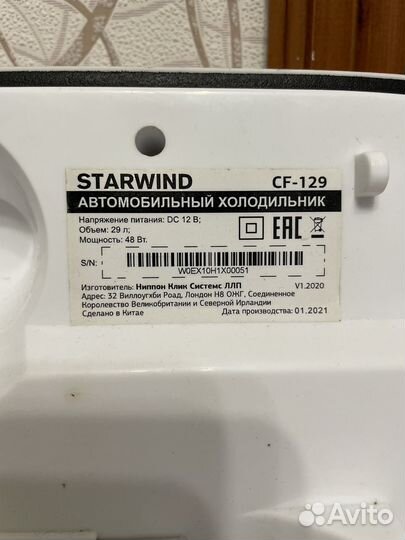 STARWIND CF-129
АВТОМОБИЛЬНЫЙ ХОЛОДИЛЬНИК
Напряжение питания: DC 12 В;
Объем: 29 л;
Мощность: 48 Вт.
EAC
S/N:
W0EX10H1X00051
Изготовитель: Ниппон Клик Системс ЛЛП V1.2020
Адрес: 32 Виллоугхби Роад, Лондон Н8 ОЖГ, Соединенное
Королевство Великобритании и Северной Ирландии
Сделано в Китае Дата производства: 01.2021
Avito